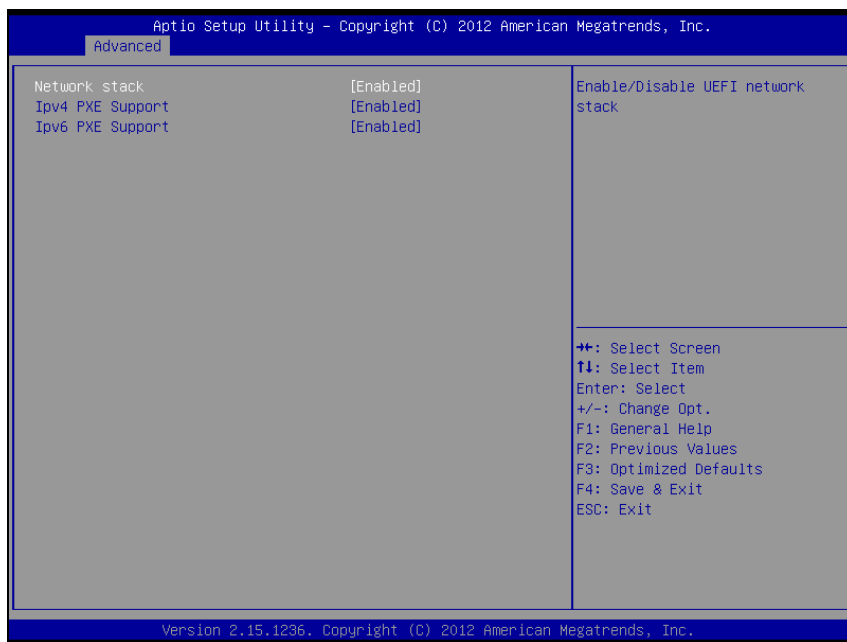 Aptio Setup Utility – Copyright (C) 2012 American Megatrends, Inc.
Advanced
Network stack [Enabled]
Ipv4 PXE Support [Enabled]
Ipv6 PXE Support [Enabled]
Enable/Disable UEFI network
stack
→←: Select Screen
↑↓: Select Item
Enter: Select
+/-: Change Opt.
F1: General Help
F2: Previous Values
F3: Optimized Defaults
F4: Save & Exit
ESC: Exit
Version 2.15.1236. Copyright (C) 2012 American Megatrends, Inc.